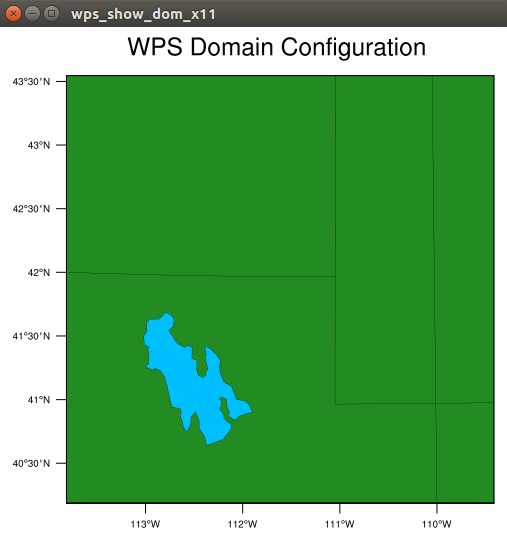 wps_show_dom_x11
WPS Domain Configuration
43°30'N
43°N
42°30'N
42°N
41°30'N
41°N
40°30'N
113°W 112°W 111°W 110°W